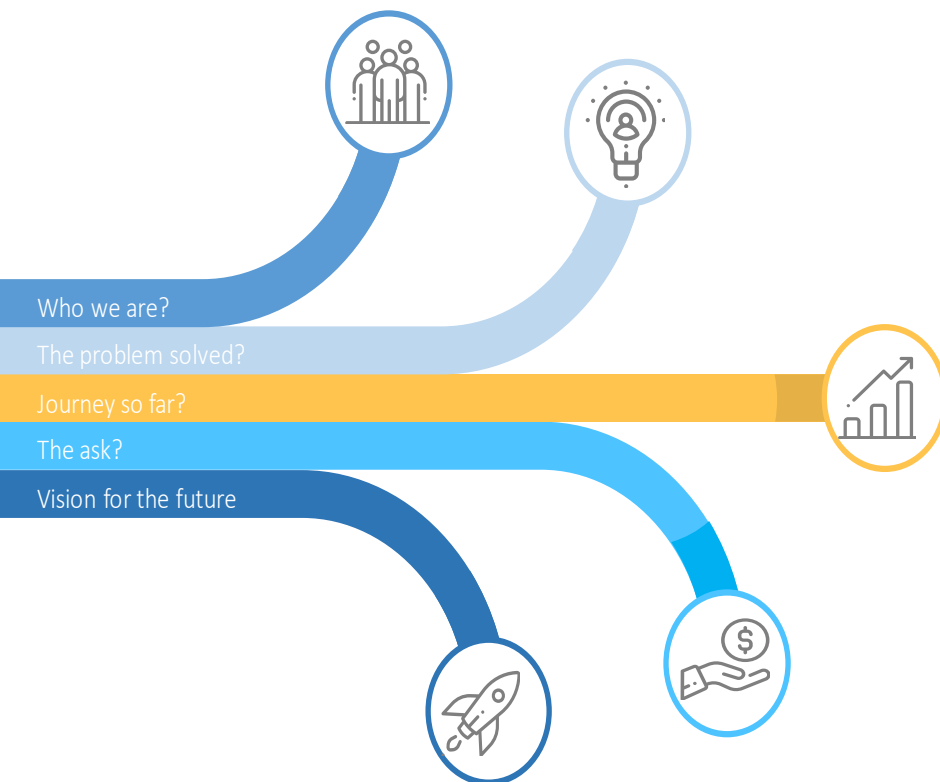 Who we are?
The problem solved?
Journey so far?
The ask?
Vision for the future
$